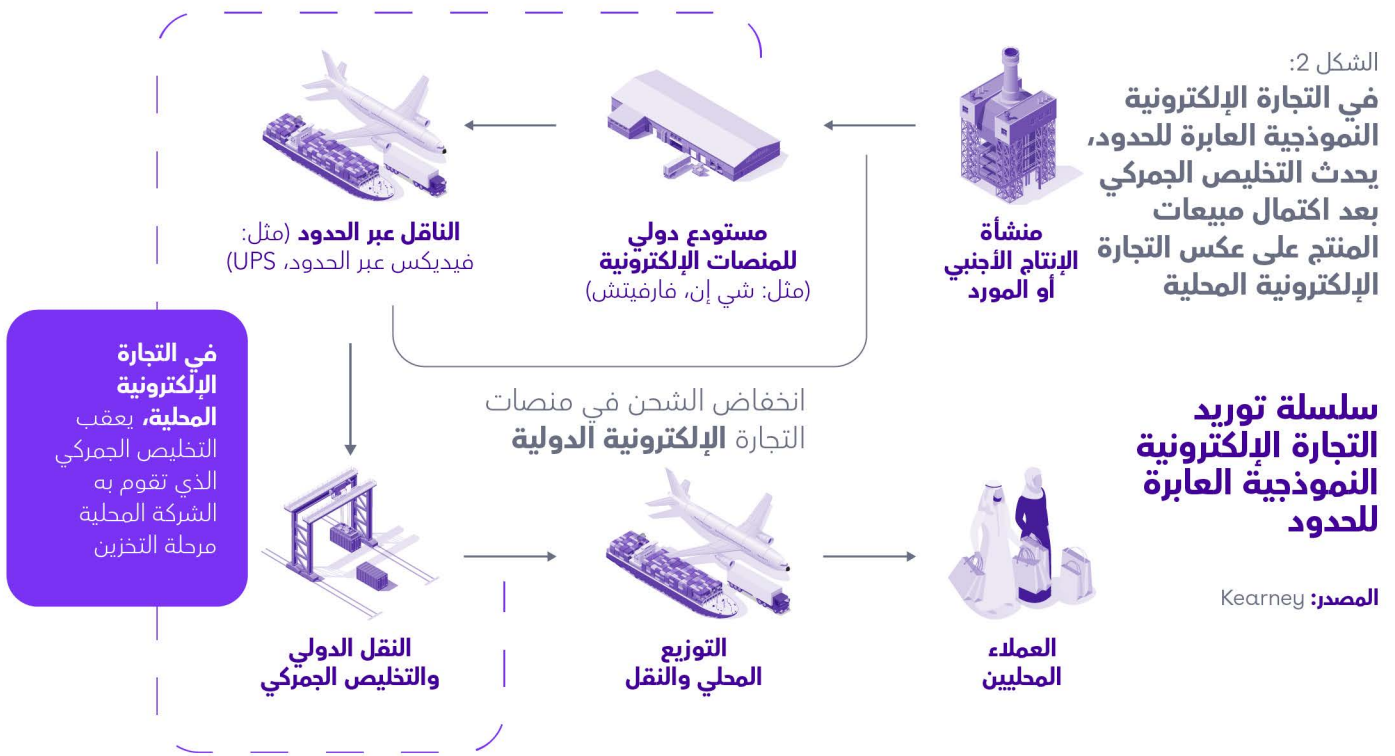 الشكل 2:
في التجارة الإلكترونية
النموذجية العابرة للحدود،
يحدث التخليص الجمركي
بعد اكتمال مبيعات
المنتج على عكس التجارة
الإلكترونية المحلية
منشأة
الإنتاج الأجنبي
أو المورد
مستودع دولي
للمنصات الإلكترونية
(مثل: شي إن، فارفيتش)
الناقل عبر الحدود (مثل:
فيديكس عبر الحدود، UPS)
في التجارة
الإلكترونية
المحلية، يعقب
التخليص الجمركي
الذي تقوم به
الشركة المحلية
مرحلة التخزين
انخفاض الشحن في منصات
التجارة الإلكترونية الدولية
النقل الدولي
والتخليص الجمركي
التوزيع
المحلي والنقل
العملاء
المحليين
سلسلة توريد
التجارة الإلكترونية
النموذجية العابرة
للحدود
المصدر: Kearney